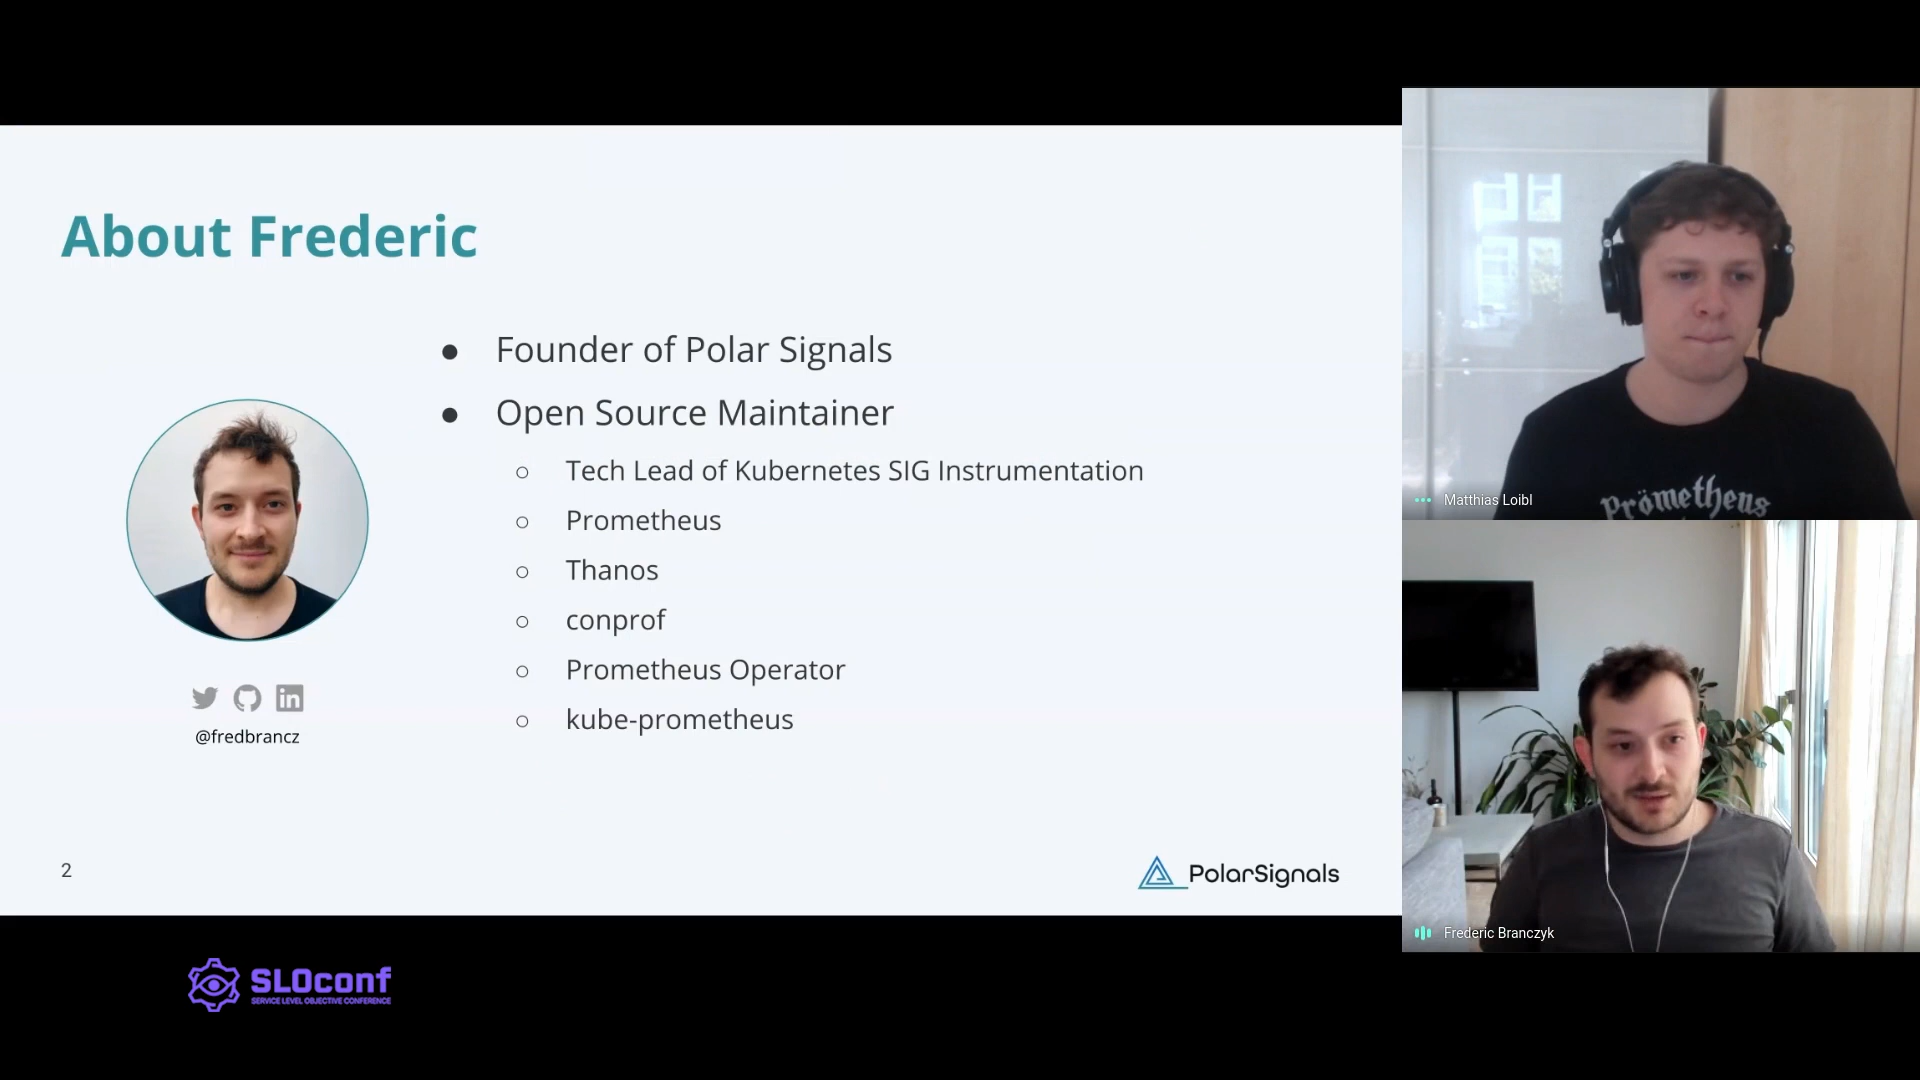 About Frederic
● Founder of Polar Signals
● Open Source Maintainer
○ Tech Lead of Kubernetes SIG Instrumentation
○ Prometheus
○ Thanos
○ conprof
○ Prometheus Operator
○ kube-prometheus
@fredbrancz
2
PolarSignals
Prömetheus
Matthias Loibl
Frederic Branczyk
SLOconf
SERVICE LEVEL OBJECTIVE CONFERENCE